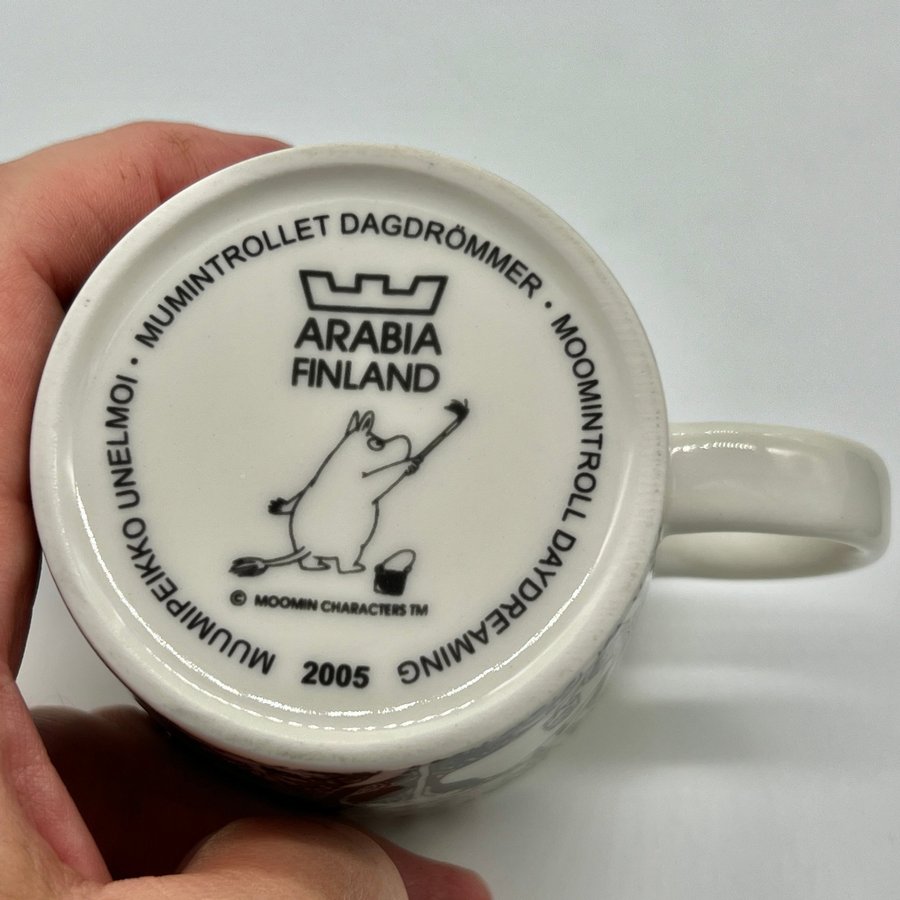 MUUMIPEIKKO UNELMOI • MUMINTROLLET DAGDRÖMMER • MOOMINTROLL DAYDREAMING
ARABIA
FINLAND
© MOOMIN CHARACTERS TM
2005